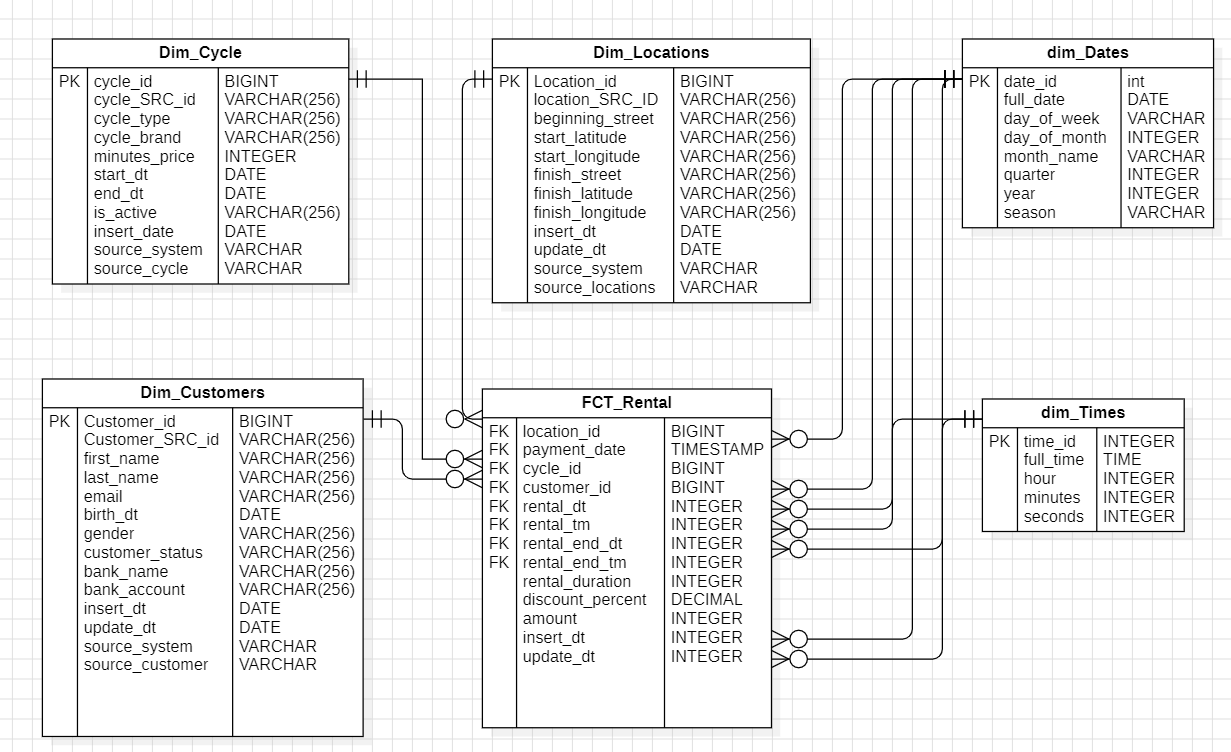 Dim_Cycle
PK cycle_id BIGINT
cycle_SRC_id VARCHAR(256)
cycle_type VARCHAR(256)
cycle_brand VARCHAR(256)
minutes_price INTEGER
start_dt DATE
end_dt DATE
is_active VARCHAR(256)
insert_date DATE
source_system VARCHAR
source_cycle VARCHAR
Dim_Locations
PK Location_id BIGINT
location_SRC_ID VARCHAR(256)
beginning_street VARCHAR(256)
start_latitude VARCHAR(256)
start_longitude VARCHAR(256)
finish_street VARCHAR(256)
finish_latitude VARCHAR(256)
finish_longitude VARCHAR(256)
insert_dt DATE
update_dt DATE
source_system VARCHAR
source_locations VARCHAR
dim_Dates
PK date_id int
full_date DATE
day_of_week VARCHAR
day_of_month INTEGER
month_name VARCHAR
quarter INTEGER
year INTEGER
season VARCHAR
Dim_Customers
PK Customer_id BIGINT
Customer_SRC_id VARCHAR(256)
first_name VARCHAR(256)
last_name VARCHAR(256)
email VARCHAR(256)
birth_dt DATE
gender VARCHAR(256)
customer_status VARCHAR(256)
bank_name VARCHAR(256)
bank_account VARCHAR(256)
insert_dt DATE
update_dt DATE
source_system VARCHAR
source_customer VARCHAR
FCT_Rental
FK location_id BIGINT
FK payment_date TIMESTAMP
FK cycle_id BIGINT
FK customer_id BIGINT
FK rental_dt INTEGER
FK rental_tm INTEGER
FK rental_end_dt INTEGER
FK rental_end_tm INTEGER
rental_duration INTEGER
discount_percent DECIMAL
amount INTEGER
insert_dt INTEGER
update_dt INTEGER
dim_Times
PK time_id INTEGER
full_time TIME
hour INTEGER
minutes INTEGER
seconds INTEGER